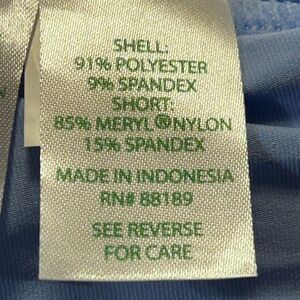 SHELL:
91% POLYESTER
9% SPANDEX
SHORT:
85% MERYL®NYLON
15% SPANDEX
MADE IN INDONESIA
RN# 88189
SEE REVERSE
FOR CARE